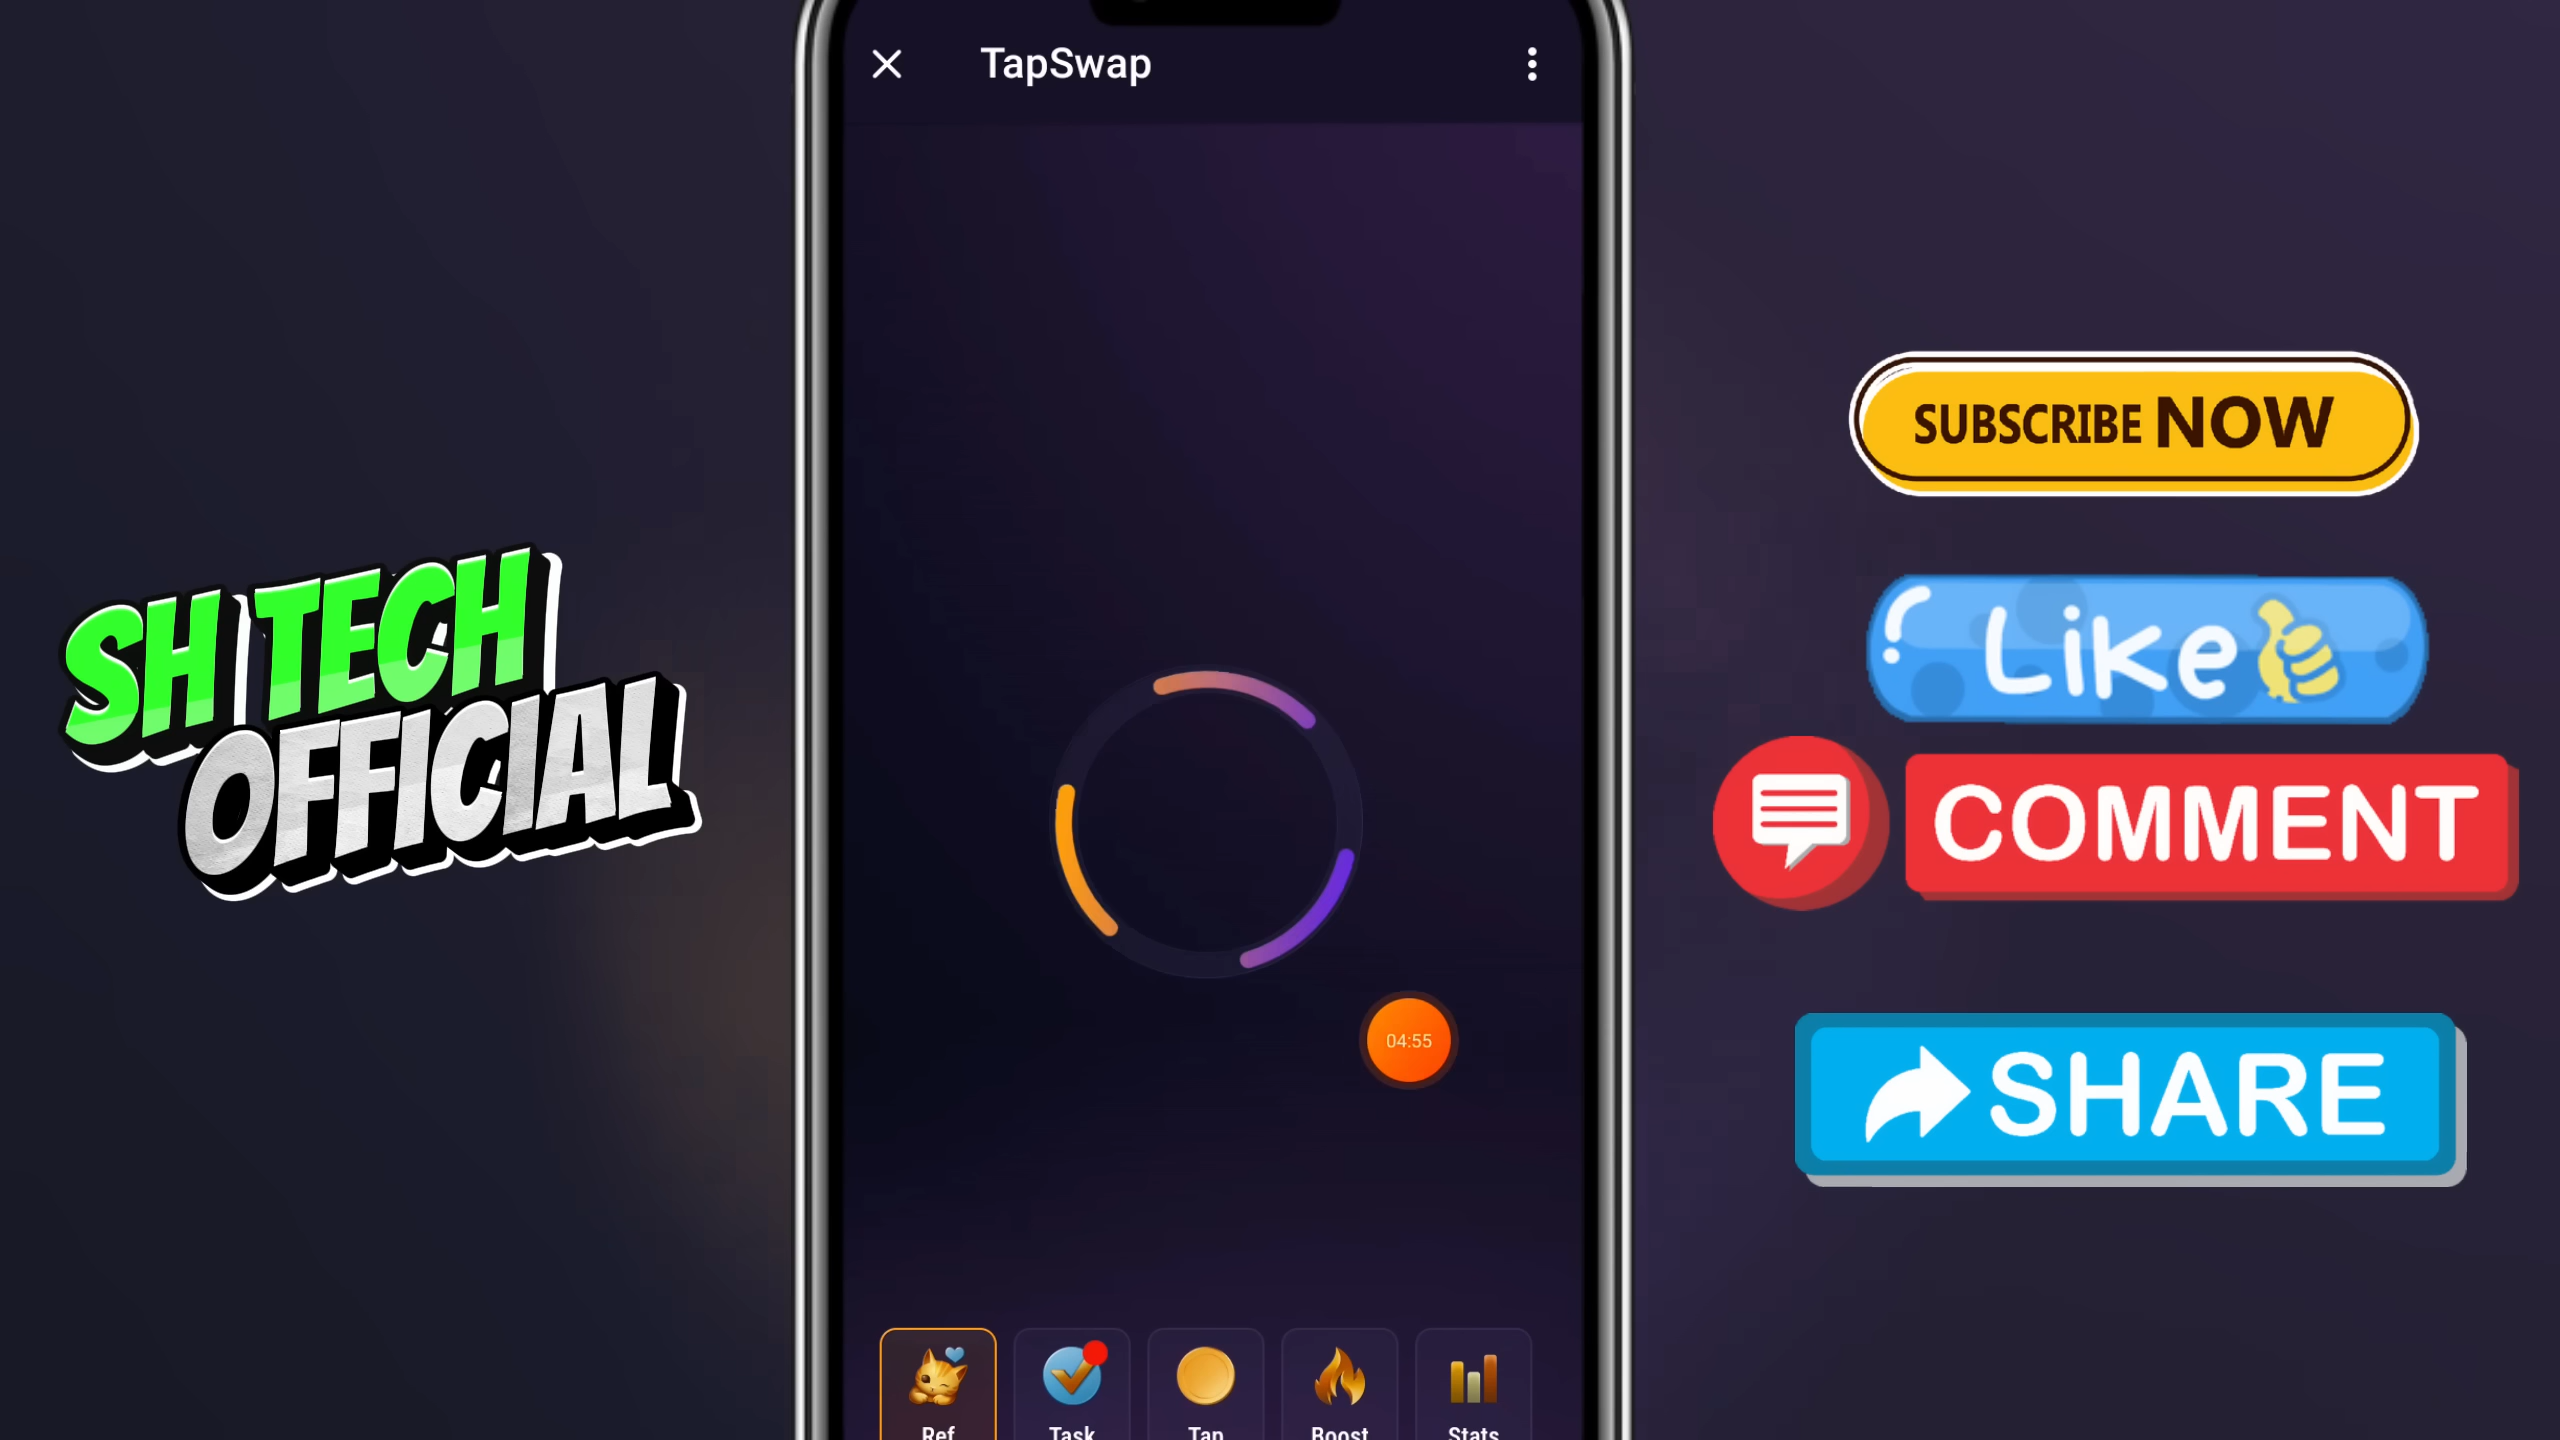 TapSwap
SH TECH
OFFICIAL
SUBSCRIBE NOW
Like
COMMENT
SHARE
04:55
Ref
Task
Tap
Boost
Stats